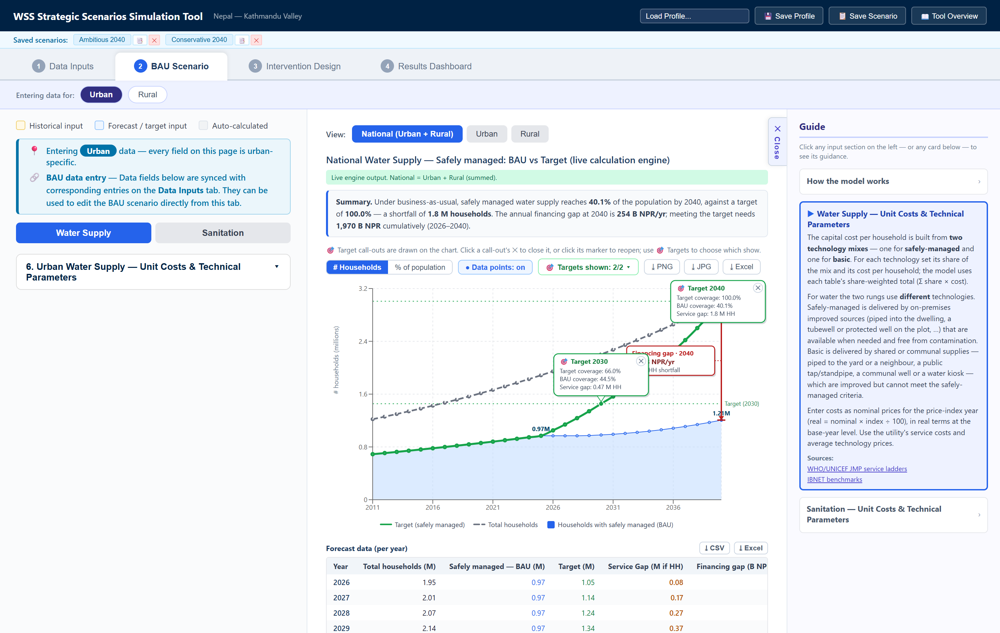 WSS Strategic Scenarios Simulation Tool
Nepal — Kathmandu Valley
Load Profile...
Save Profile
Save Scenario
Tool Overview
Saved scenarios:
Ambitious 2040
Conservative 2040
1 Data Inputs
2 BAU Scenario
3 Intervention Design
4 Results Dashboard
Entering data for:
Urban
Rural
Historical input
Forecast / target input
Auto-calculated
Entering Urban data — every field on this page is urban-
specific.
BAU data entry — Data fields below are synced with
corresponding entries on the Data Inputs tab. They can be
used to edit the BAU scenario directly from this tab.
Water Supply
Sanitation
6. Urban Water Supply — Unit Costs & Technical
Parameters
View:
National (Urban + Rural)
Urban
Rural
National Water Supply — Safely managed: BAU vs Target (live calculation engine)
Live engine output. National = Urban + Rural (summed).
Summary. Under business-as-usual, safely managed water supply reaches 40.1% of the population by 2040, against a target
of 100.0% — a shortfall of 1.8 M households. The annual financing gap at 2040 is 254 B NPR/yr; meeting the target needs
1,970 B NPR cumulatively (2026–2040).
Target call-outs are drawn on the chart. Click a call-out's ✕ to close it, or click its marker to reopen; use 🎯 Targets to choose which show.
# Households
% of population
● Data points: on
Targets shown: 2/2 ▾
↓ PNG
↓ JPG
↓ Excel
# households (millions)
3.2
2.4
1.6
0.8
0
2011
2016
2021
2026
2031
2036
Target 2040
Target coverage: 100.0%
BAU coverage: 40.1%
Service gap: 1.8 M HH
Financing gap · 2040
NPR/yr
HH shortfall
Target 2030
Target coverage: 66.0%
BAU coverage: 44.5%
Service gap: 0.47 M HH
Target (2030)
1.21M
0.97M
Target (safely managed)
Total households
Households with safely managed (BAU)
Forecast data (per year)
↓ CSV
↓ Excel
Year Total households (M) Safely managed — BAU (M) Target (M) Service Gap (M if HH) Financing gap (B NP
2026 1.95 0.97 1.05 0.08
2027 2.01 0.97 1.14 0.17
2028 2.07 0.97 1.24 0.27
2029 2.14 0.97 1.34 0.37
✕ Close
Guide
Click any input section on the left — or any card below — to
see its guidance.
How the model works
▶ Water Supply — Unit Costs & Technical
Parameters
The capital cost per household is built from two
technology mixes — one for safely-managed and
one for basic. For each technology set its share of
the mix and its cost per household; the model uses
each table's share-weighted total (Σ share × cost).
For water the two rungs use different technologies.
Safely-managed is delivered by on-premises
improved sources (piped into the dwelling, a
tubewell or protected well on the plot, ...) that are
available when needed and free from contamination.
Basic is delivered by shared or communal supplies —
piped to the yard or a neighbour, a public
tap/standpipe, a communal well or a water kiosk —
which are improved but cannot meet the safely-
managed criteria.
Enter costs as nominal prices for the price-index year
(real = nominal × index ÷ 100), in real terms at the
base-year level. Use the utility's service costs and
average technology prices.
Sources:
WHO/UNICEF JMP service ladders
IBNET benchmarks
Sanitation — Unit Costs & Technical
Parameters